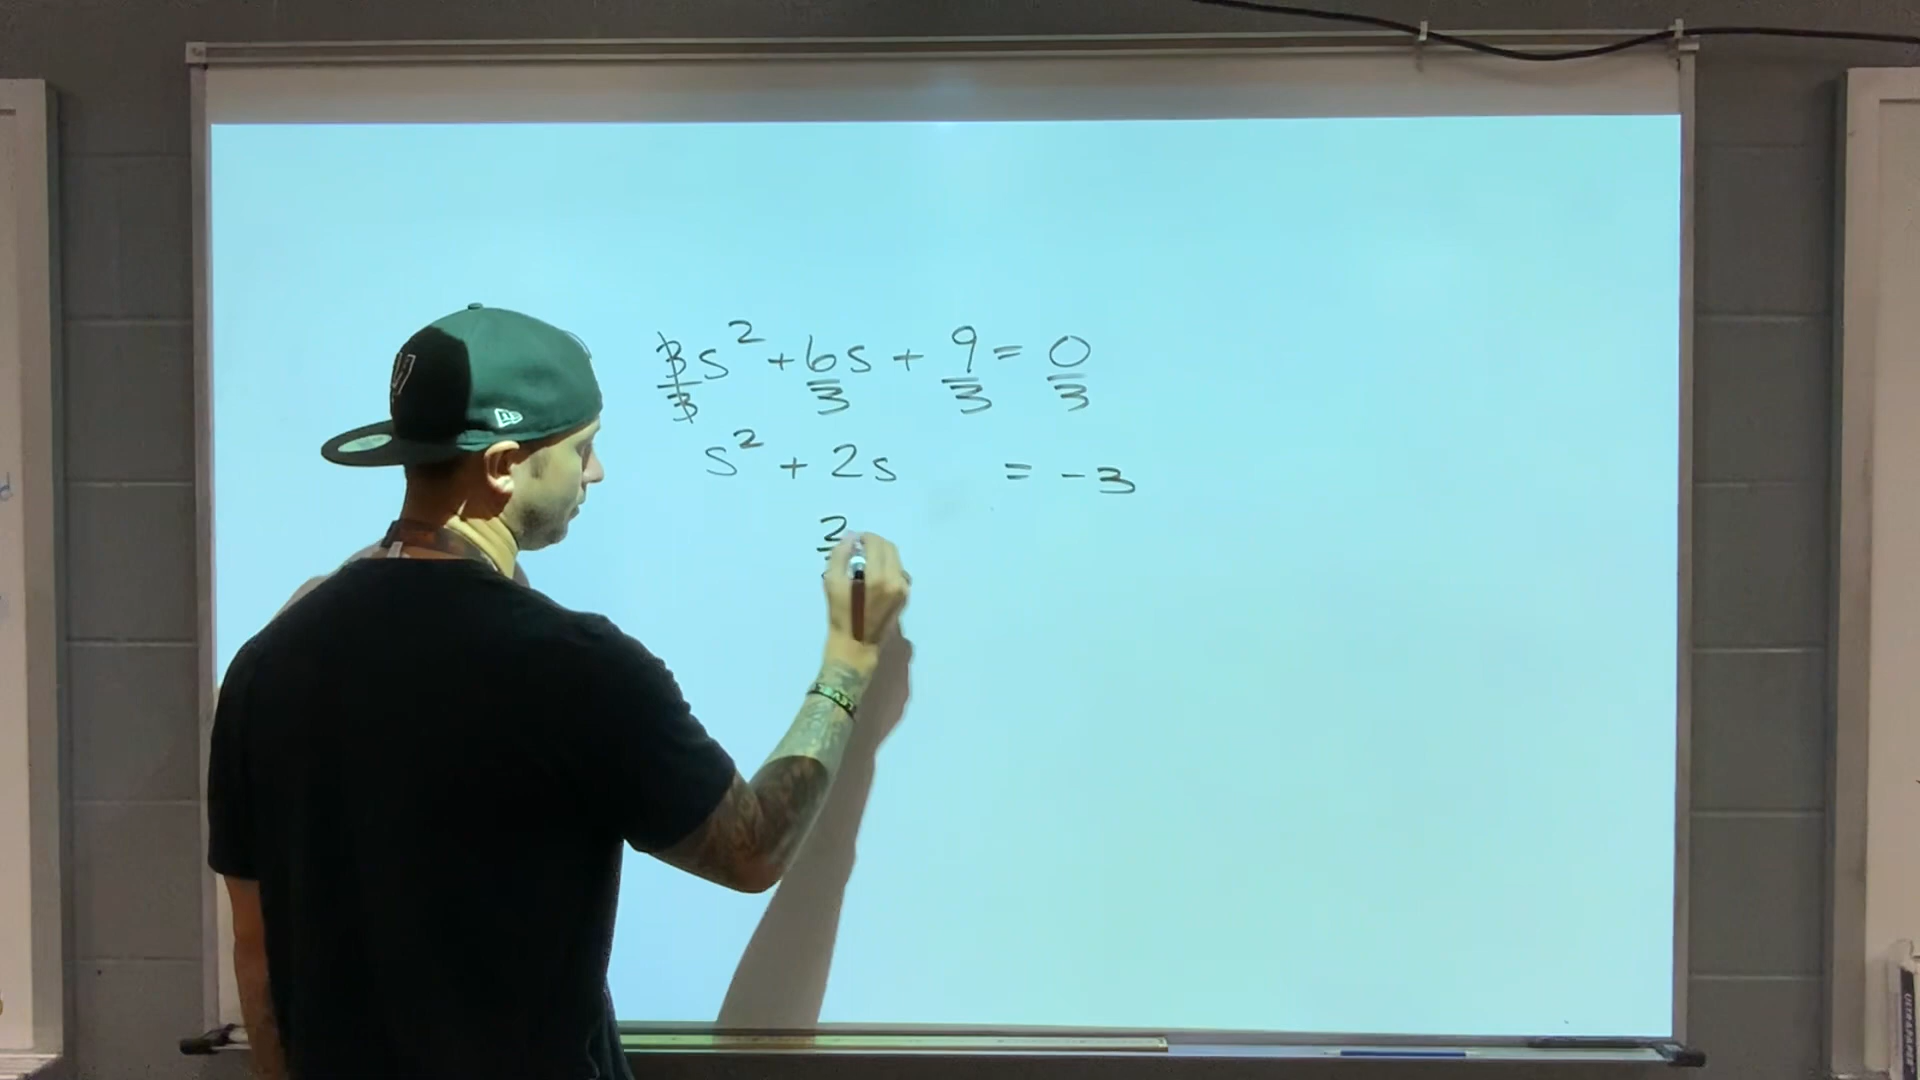 3s² + 6s + 9 = 0
3 3 3 3
s² + 2s = -3
2